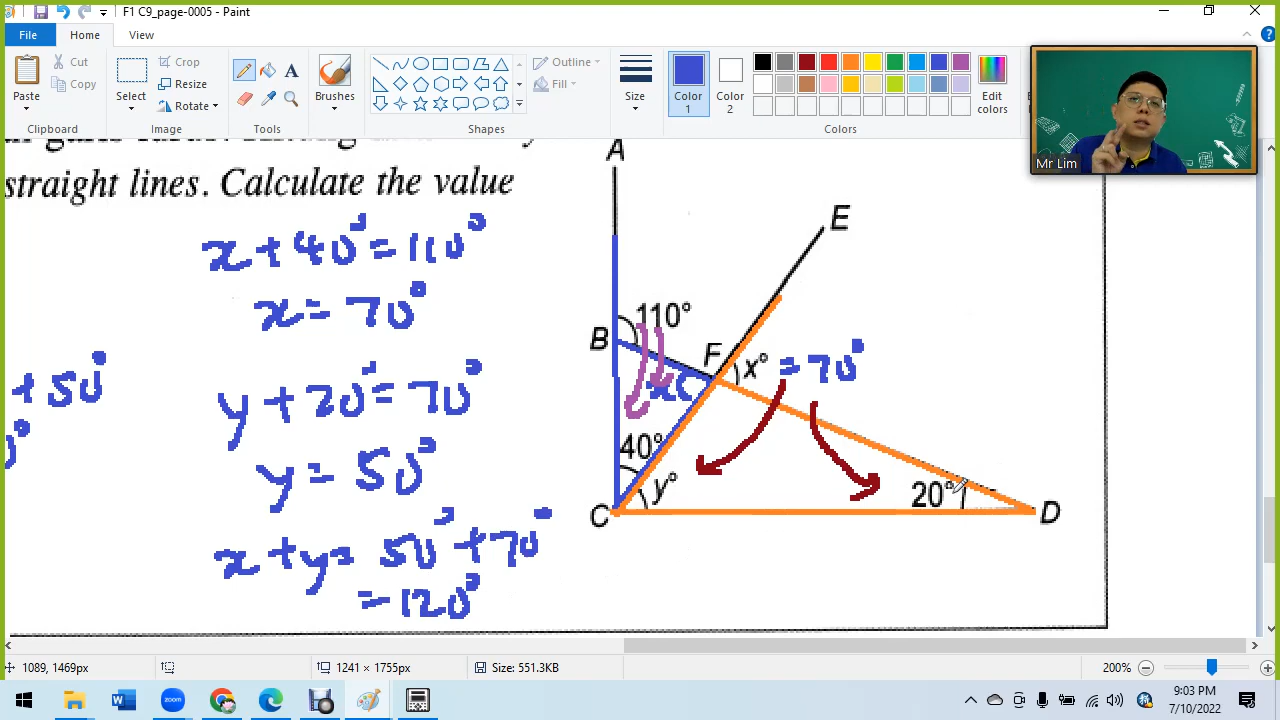 F1 C9_page-0005 - Paint
File Home View
Paste Cut Copy Clipboard
Select Crop Resize Rotate Image
Tools
Brushes
Outline Fill Shapes
Size
Color 1 Color 2 Edit colors Colors
Mr Lim
straight lines. Calculate the value
x + 40° = 110°
x = 70°
y + 20° = 70°
y = 50°
x + y = 50° + 70°
= 120°
+ 50°
A
E
B 110°
F x° = 70°
x
40°
y°
20°
C D
1089, 1469px
1241 × 1755px
Size: 551.3KB
200%
W zoom
9:03 PM
7/10/2022